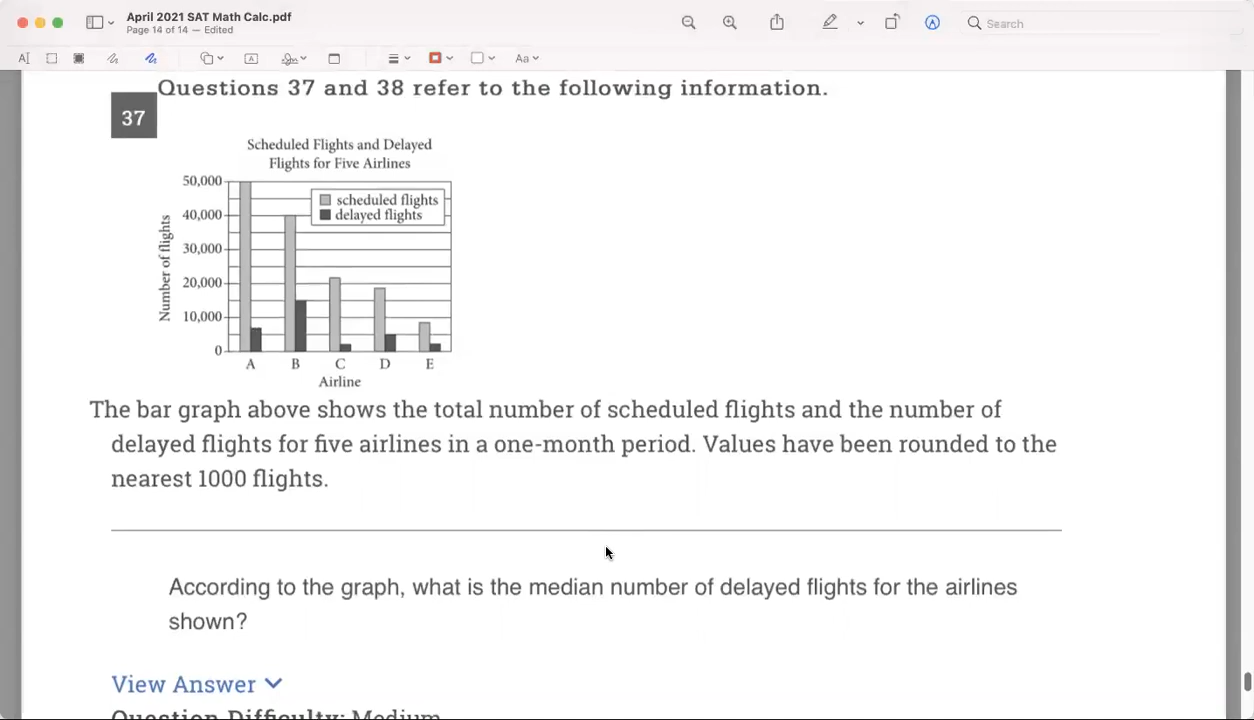 April 2021 SAT Math Calc.pdf
Page 14 of 14 — Edited
Search
Aa
Questions 37 and 38 refer to the following information.
37
Scheduled Flights and Delayed
Flights for Five Airlines
50,000
40,000
30,000
20,000
10,000
0
Number of flights
scheduled flights
delayed flights
A B C D E
Airline
The bar graph above shows the total number of scheduled flights and the number of
delayed flights for five airlines in a one-month period. Values have been rounded to the
nearest 1000 flights.
According to the graph, what is the median number of delayed flights for the airlines
shown?
View Answer
Question Difficulty: Medium